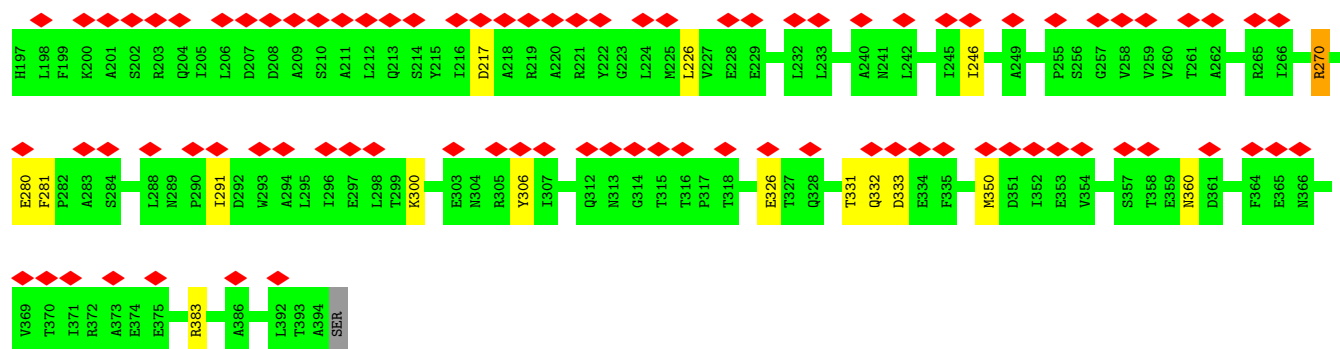 H197 L198 F199 K200 A201 S202 R203 Q204 I205 L206 D207 D208 A209 S210 A211 L212 Q213 S214 Y215 I216 D217 A218 R219 A220 R221 Y222 G223 L224 M225 L226 V227 E228 E229 L232 L233 A240 N241 L242 I245 I246 A249 P255 S256 G257 V258 V259 V260 T261 A262 R265 I266 R270
E280 F281 P282 A283 S284 L288 N289 P290 I291 D292 W293 A294 L295 I296 E297 L298 T299 K300 E303 N304 R305 Y306 I307 Q312 N313 G314 T315 T316 P317 T318 E326 T327 Q328 T331 Q332 D333 E334 F335 M350 D351 I352 E353 V354 S357 T358 E359 N360 D361 F364 E365 N366
V369 T370 I371 R372 A373 E374 E375 R383 A386 L392 T393 A394 SER